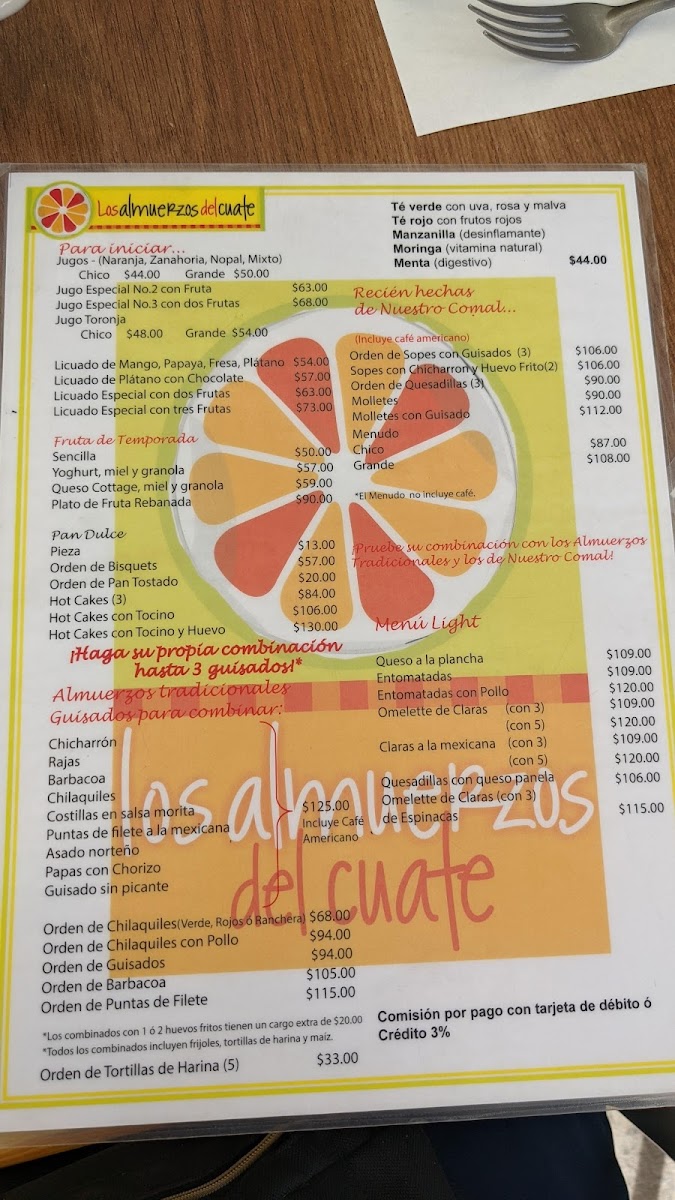 Los almuerzos del cuate
Para iniciar...
Jugos - (Naranja, Zanahoria, Nopal, Mixto)
Chico $44.00 Grande $50.00
Jugo Especial No.2 con Fruta $63.00
Jugo Especial No.3 con dos Frutas $68.00
Jugo Toronja
Chico $48.00 Grande $54.00
Licuado de Mango, Papaya, Fresa, Plátano $54.00
Licuado de Plátano con Chocolate $57.00
Licuado Especial con dos Frutas $63.00
Licuado Especial con tres Frutas $73.00
Fruta de Temporada
Sencilla $50.00
Yoghurt, miel y granola $57.00
Queso Cottage, miel y granola $59.00
Plato de Fruta Rebanada $90.00
Pan Dulce
Pieza $13.00
Orden de Bisquets $57.00
Orden de Pan Tostado $20.00
Hot Cakes (3) $84.00
Hot Cakes con Tocino $106.00
Hot Cakes con Tocino y Huevo $130.00
¡Haga su propia combinación
hasta 3 guisados!*
Almuerzos tradicionales
Guisados para combinar:
Chicharrón
Rajas
Barbacoa
Chilaquiles
Costillas en salsa morita
Puntas de filete a la mexicana
Asado norteño
Papas con Chorizo
Guisado sin picante
$125.00
Incluye Café
Americano
Orden de Chilaquiles(Verde, Rojos ó Ranchera) $68.00
Orden de Chilaquiles con Pollo $94.00
Orden de Guisados $94.00
Orden de Barbacoa $105.00
Orden de Puntas de Filete $115.00
*Los combinados con 1 ó 2 huevos fritos tienen un cargo extra de $20.00
*Todos los combinados incluyen frijoles, tortillas de harina y maíz.
Orden de Tortillas de Harina (5) $33.00
Té verde con uva, rosa y malva
Té rojo con frutos rojos
Manzanilla (desinflamante)
Moringa (vitamina natural)
Menta (digestivo) $44.00
Recién hechas
de Nuestro Comal...
(Incluye café americano)
Orden de Sopes con Guisados (3) $106.00
Sopes con Chicharron y Huevo Frito(2) $106.00
Orden de Quesadillas (3) $90.00
Molletes $90.00
Molletes con Guisado $112.00
Menudo
Chico $87.00
Grande $108.00
*El Menudo no incluye café.
¡Pruebe su combinación con los Almuerzos
Tradicionales y los de Nuestro Comal!
Menú Light
Queso a la plancha $109.00
Entomatadas $109.00
Entomatadas con Pollo $120.00
Omelette de Claras (con 3) $109.00
(con 5) $120.00
Claras a la mexicana (con 3) $109.00
(con 5) $120.00
Quesadillas con queso panela $106.00
Omelette de Claras (con 3)
de Espinacas $115.00
los almuerzos
del cuate
Comisión por pago con tarjeta de débito ó
Crédito 3%